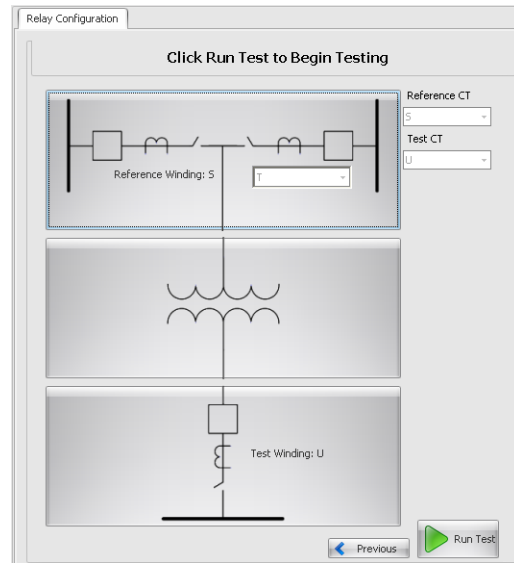 Relay Configuration
Click Run Test to Begin Testing
Reference CT
S
Test CT
U
Reference Winding: S
T
Test Winding: U
Previous
Run Test